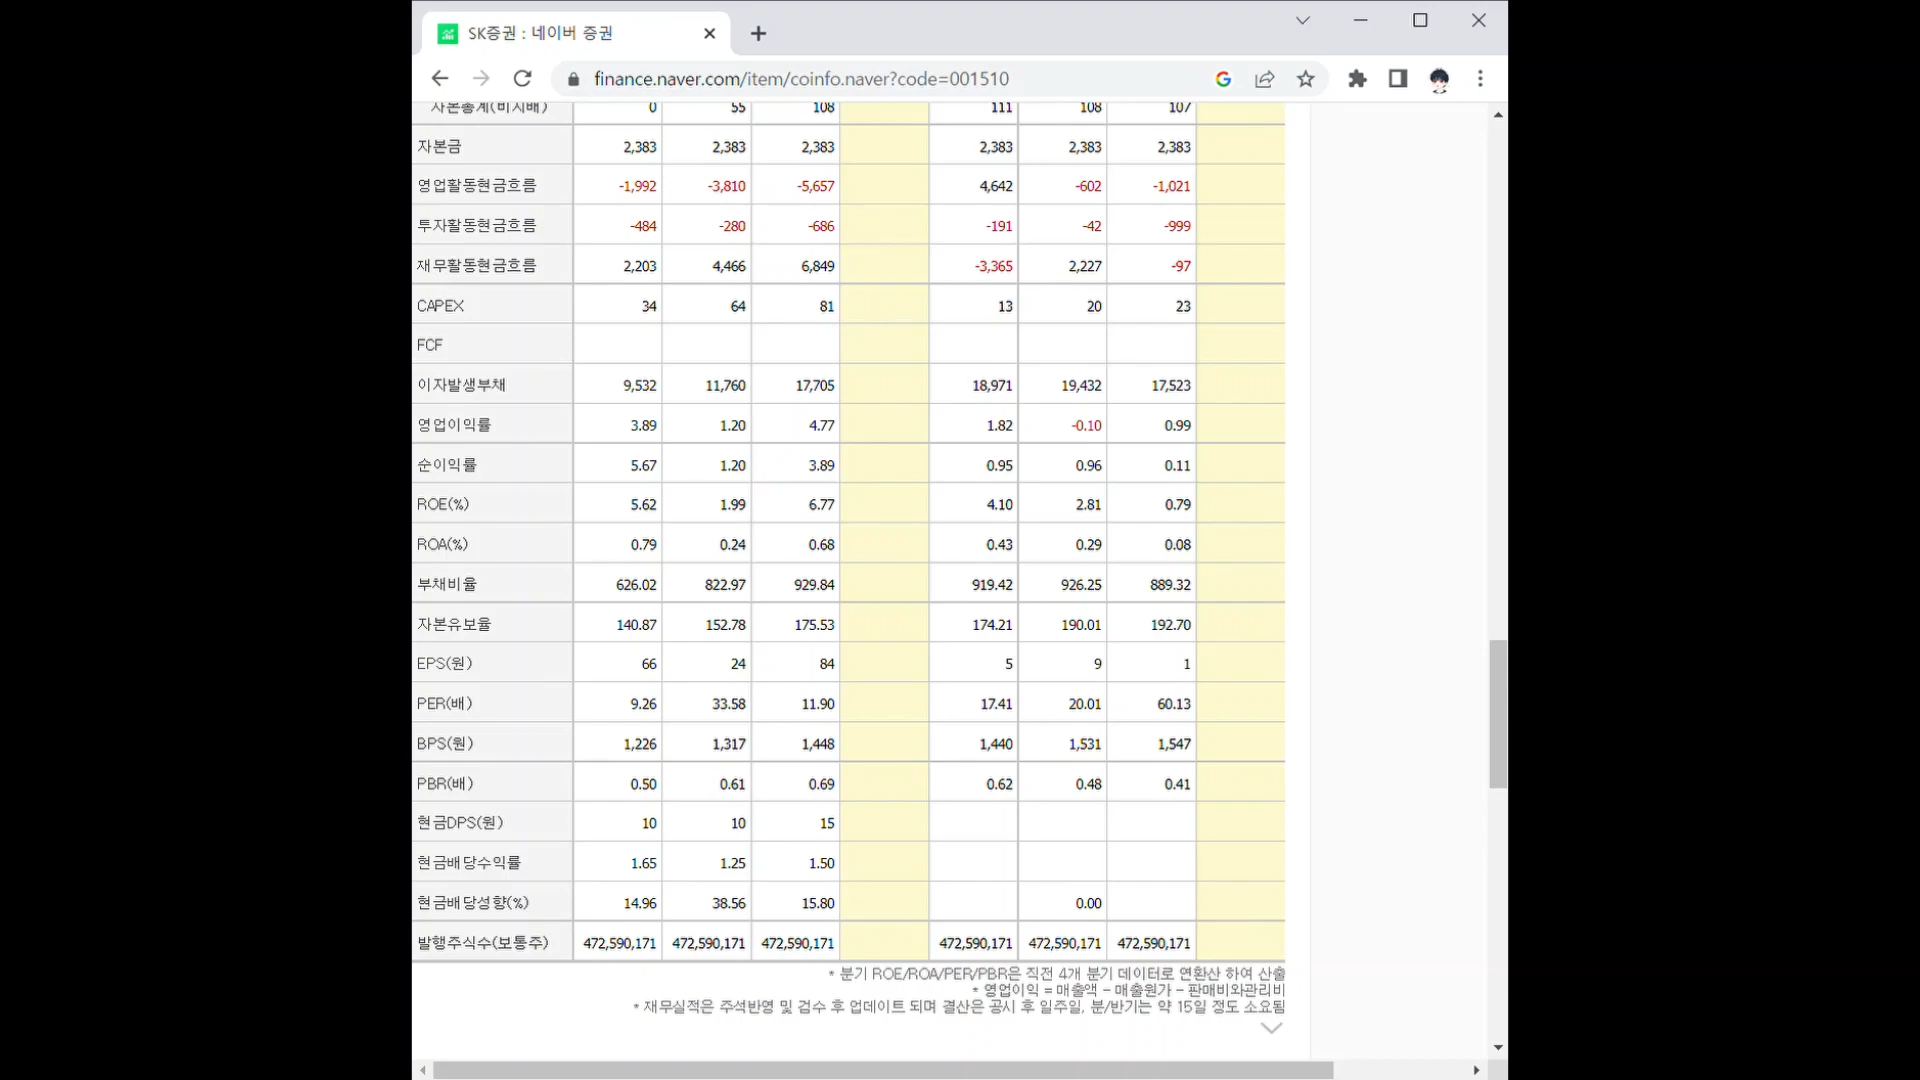 SK증권 : 네이버 증권
finance.naver.com/item/coinfo.naver?code=001510
자본총계(비지배) 0 55 108 111 108 107
자본금 2,383 2,383 2,383 2,383 2,383 2,383
영업활동현금흐름 -1,992 -3,810 -5,657 4,642 -602 -1,021
투자활동현금흐름 -484 -280 -686 -191 -42 -999
재무활동현금흐름 2,203 4,466 6,849 -3,365 2,227 -97
CAPEX 34 64 81 13 20 23
FCF
이자발생부채 9,532 11,760 17,705 18,971 19,432 17,523
영업이익률 3.89 1.20 4.77 1.82 -0.10 0.99
순이익률 5.67 1.20 3.89 0.95 0.96 0.11
ROE(%) 5.62 1.99 6.77 4.10 2.81 0.79
ROA(%) 0.79 0.24 0.68 0.43 0.29 0.08
부채비율 626.02 822.97 929.84 919.42 926.25 889.32
자본유보율 140.87 152.78 175.53 174.21 190.01 192.70
EPS(원) 66 24 84 5 9 1
PER(배) 9.26 33.58 11.90 17.41 20.01 60.13
BPS(원) 1,226 1,317 1,448 1,440 1,531 1,547
PBR(배) 0.50 0.61 0.69 0.62 0.48 0.41
현금DPS(원) 10 10 15
현금배당수익률 1.65 1.25 1.50
현금배당성향(%) 14.96 38.56 15.80 0.00
발행주식수(보통주) 472,590,171 472,590,171 472,590,171 472,590,171 472,590,171 472,590,171
* 분기 ROE/ROA/PER/PBR은 직전 4개 분기 데이터로 연환산 하여 산출
* 영업이익 = 매출액 - 매출원가 - 판매비와관리비
* 재무실적은 주석반영 및 검수 후 업데이트 되며 결산은 공시 후 일주일, 분/반기는 약 15일 정도 소요됨